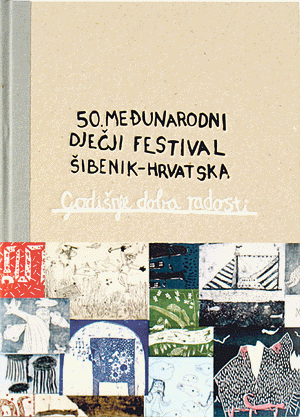 50. MEĐUNARODNI
DJEČJI FESTIVAL
ŠIBENIK-HRVATSKA
Godišnje doba radosti